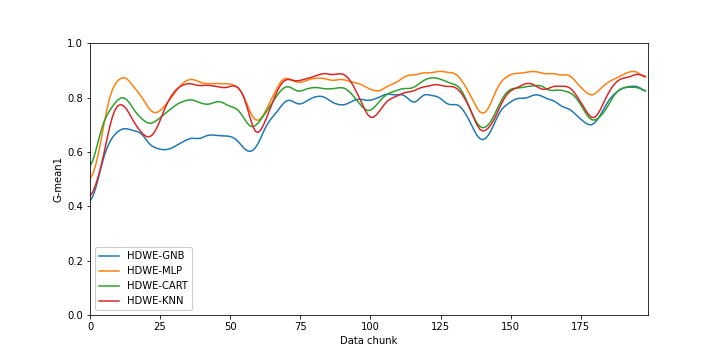 1.0
0.8
0.6
0.4
0.2
0.0
G-mean1
HDWE-GNB
HDWE-MLP
HDWE-CART
HDWE-KNN
0 25 50 75 100 125 150 175
Data chunk